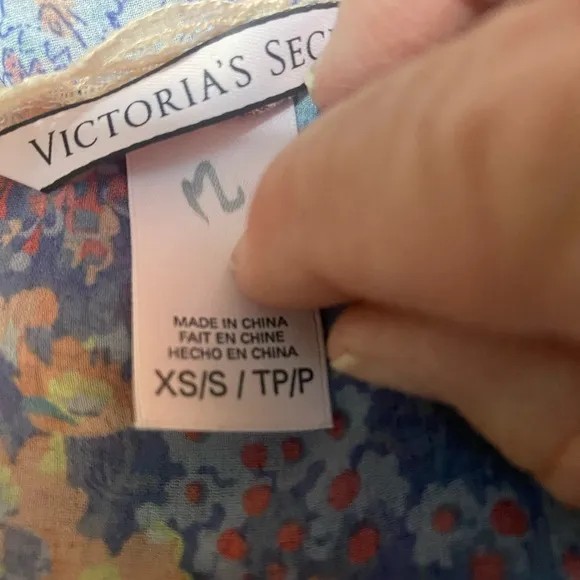 VICTORIA'S SEC
M
MADE IN CHINA
FAIT EN CHINE
HECHO EN CHINA
XS/S / TP/P